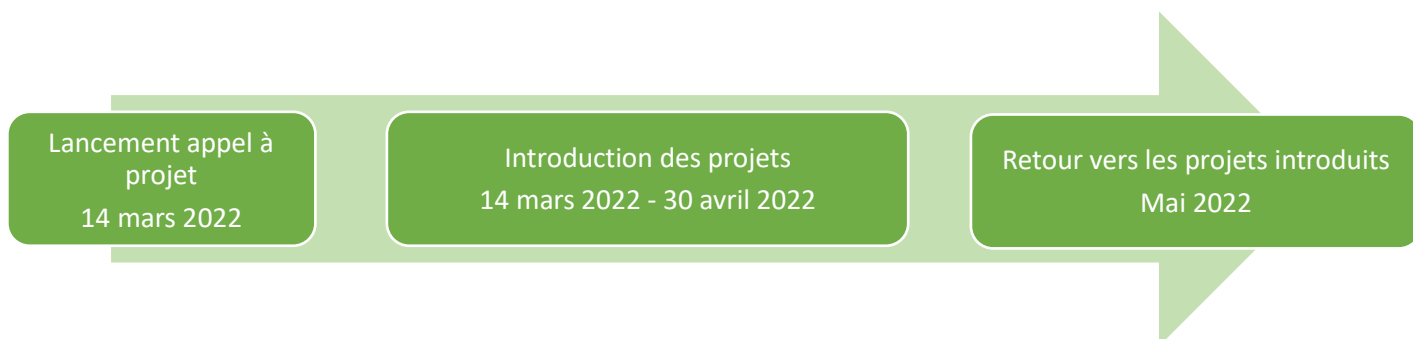 Lancement appel à
projet
14 mars 2022
Introduction des projets
14 mars 2022 - 30 avril 2022
Retour vers les projets introduits
Mai 2022